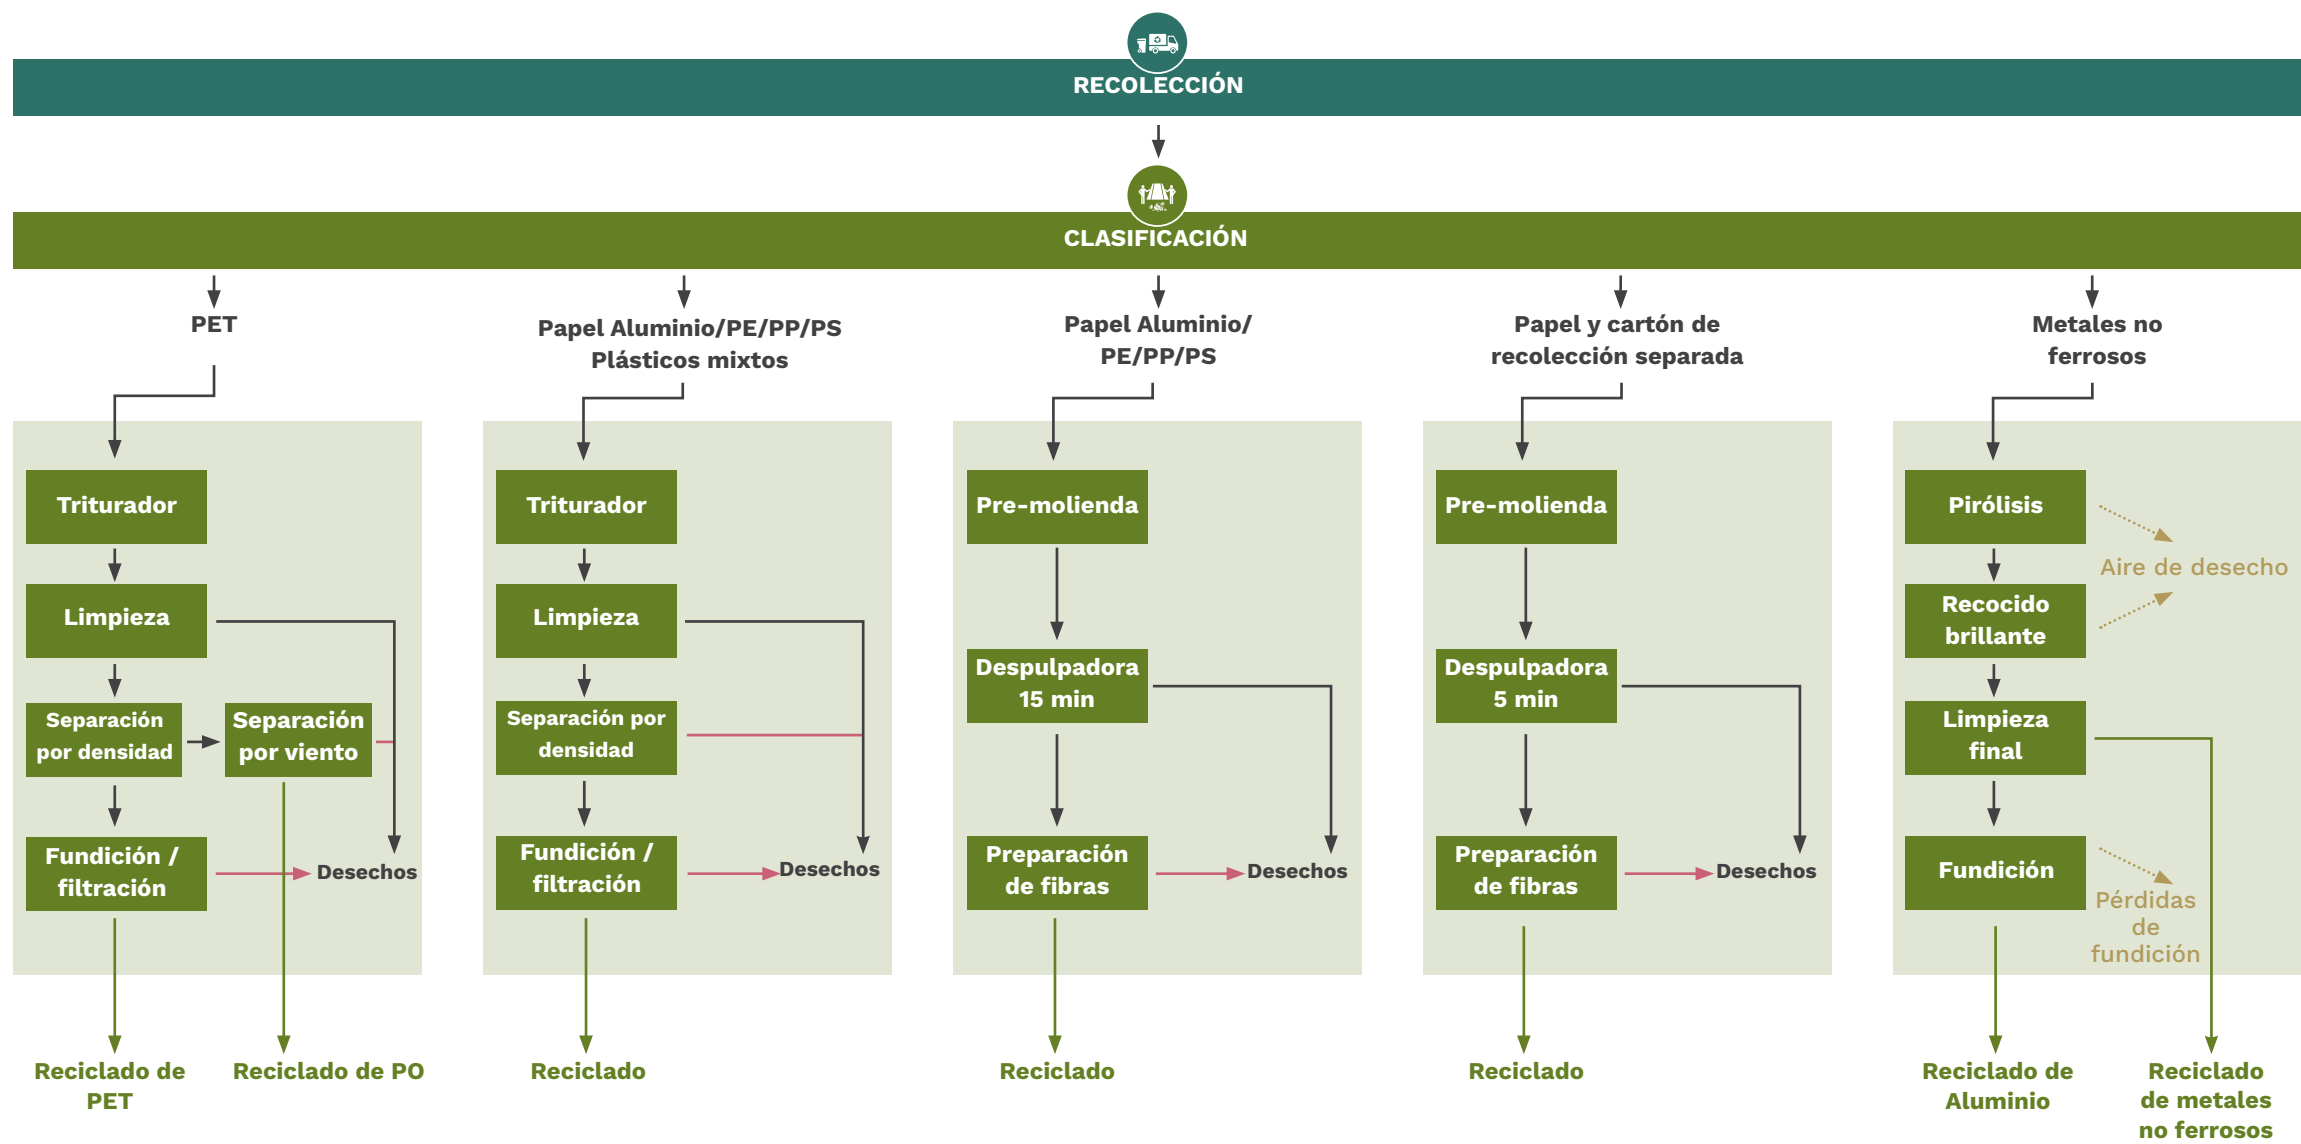 RECOLECCIÓN
CLASIFICACIÓN
PET
Triturador
Limpieza
Separación
por densidad
Separación
por viento
Fundición /
filtración
Desechos
Reciclado de
PET
Reciclado de PO
Papel Aluminio/PE/PP/PS
Plásticos mixtos
Triturador
Limpieza
Separación por
densidad
Fundición /
filtración
Desechos
Reciclado
Papel Aluminio/
PE/PP/PS
Pre-molienda
Despulpadora
15 min
Preparación
de fibras
Desechos
Reciclado
Papel y cartón de
recolección separada
Pre-molienda
Despulpadora
5 min
Preparación
de fibras
Desechos
Reciclado
Metales no
ferrosos
Pirólisis
Aire de desecho
Recocido
brillante
Limpieza
final
Fundición
Pérdidas
de
fundición
Reciclado de
Aluminio
Reciclado
de metales
no ferrosos